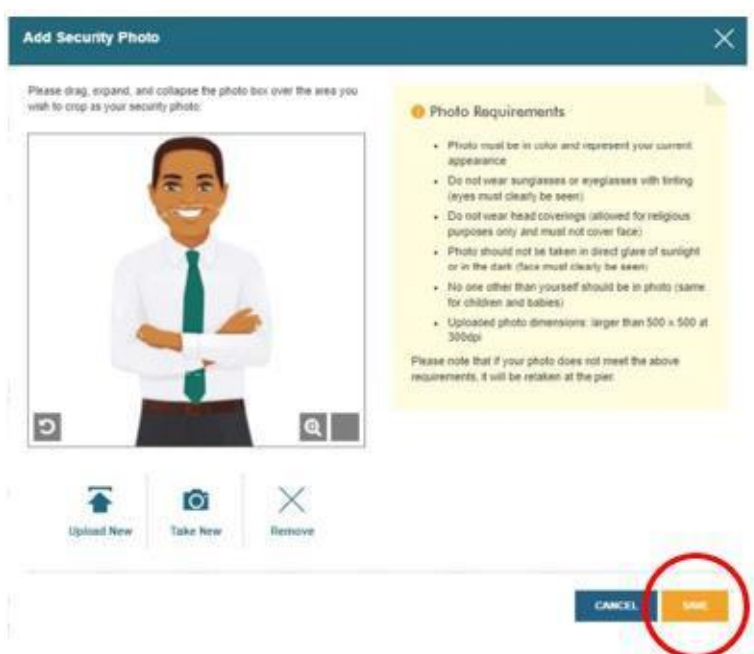 Add Security Photo
Please drag, expand, and collapse the photo box over the area you
wish to crop as your security photo.
Photo Requirements
• Photo must be in color and represent your current
appearance
• Do not wear sunglasses or eyeglasses with tinting
(eyes must clearly be seen)
• Do not wear head coverings (allowed for religious
purposes only and must not cover face)
• Photo should not be taken in direct glare of sunlight
or in the dark (face must clearly be seen)
• No one other than yourself should be in photo (same
for children and babies)
• Uploaded photo dimensions: larger than 500 x 500 at
300dpi
Please note that if your photo does not meet the above
requirements, it will be retaken at the pier.
Upload New
Take New
Remove
CANCEL
SAVE